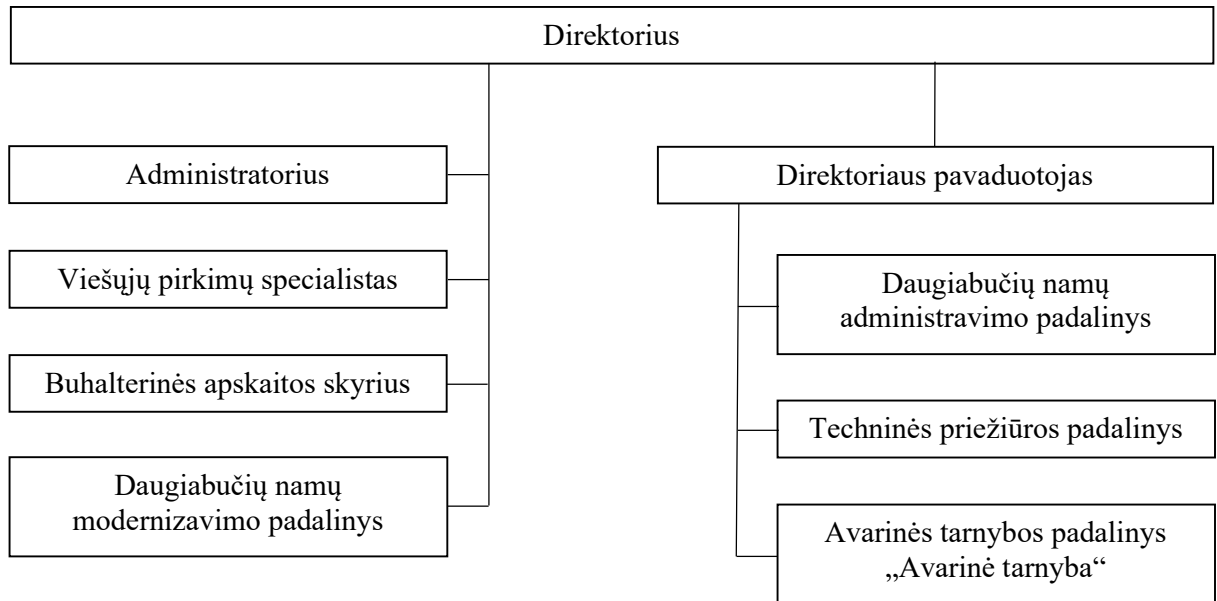 Direktorius
Administratorius
Viešųjų pirkimų specialistas
Buhalterinės apskaitos skyrius
Daugiabučių namų
modernizavimo padalinys
Direktoriaus pavaduotojas
Daugiabučių namų
administravimo padalinys
Techninės priežiūros padalinys
Avarinės tarnybos padalinys
„Avarinė tarnyba“